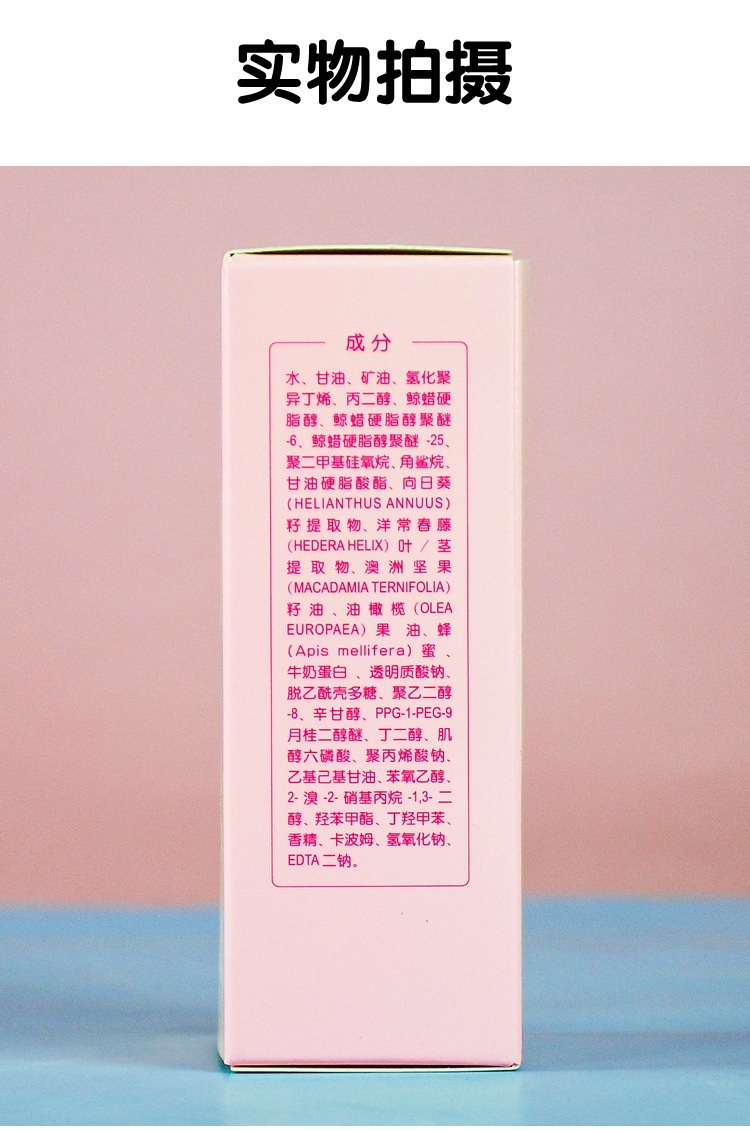 实物拍摄
成分
水、甘油、矿油、氢化聚
异丁烯、丙二醇、鲸蜡硬
脂醇、鲸蜡硬脂醇聚醚
-6、鲸蜡硬脂醇聚醚 -25、
聚二甲基硅氧烷、角鲨烷、
甘油硬脂酸酯、向日葵
(HELIANTHUS ANNUUS)
籽提取物、洋常春藤
(HEDERA HELIX) 叶 / 茎
提取物、澳洲坚果
(MACADAMIA TERNIFOLIA)
籽油、油橄榄 (OLEA
EUROPAEA) 果 油、蜂
(Apis mellifera) 蜜 、
牛奶蛋白 、透明质酸钠、
脱乙酰壳多糖、聚乙二醇
-8、辛甘醇、PPG-1-PEG-9
月桂二醇醚、丁二醇、肌
醇六磷酸、聚丙烯酸钠、
乙基己基甘油、苯氧乙醇、
2- 溴 -2- 硝基丙烷 -1,3- 二
醇、羟苯甲酯、丁羟甲苯、
香精、卡波姆、氢氧化钠、
EDTA 二钠。